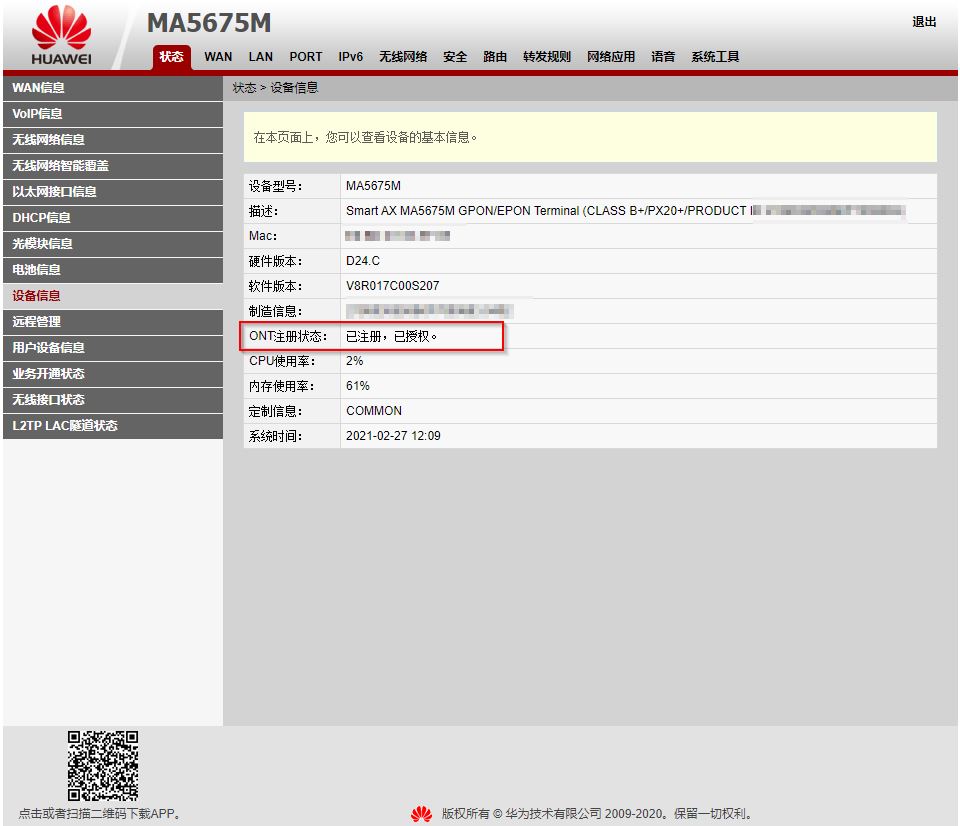 MA5675M
退出
HUAWEI
状态 WAN LAN PORT IPv6 无线网络 安全 路由 转发规则 网络应用 语音 系统工具
WAN信息
VoIP信息
无线网络信息
无线网络智能覆盖
以太网接口信息
DHCP信息
光模块信息
电池信息
设备信息
远程管理
用户设备信息
业务开通状态
无线接口状态
L2TP LAC隧道状态
状态 > 设备信息
在本页面上，您可以查看设备的基本信息。
设备型号： MA5675M
描述： Smart AX MA5675M GPON/EPON Terminal (CLASS B+/PX20+/PRODUCT
Mac：
硬件版本： D24.C
软件版本： V8R017C00S207
制造信息：
ONT注册状态： 已注册，已授权。
CPU使用率： 2%
内存使用率： 61%
定制信息： COMMON
系统时间： 2021-02-27 12:09
点击或者扫描二维码下载APP。
版权所有 © 华为技术有限公司 2009-2020。保留一切权利。